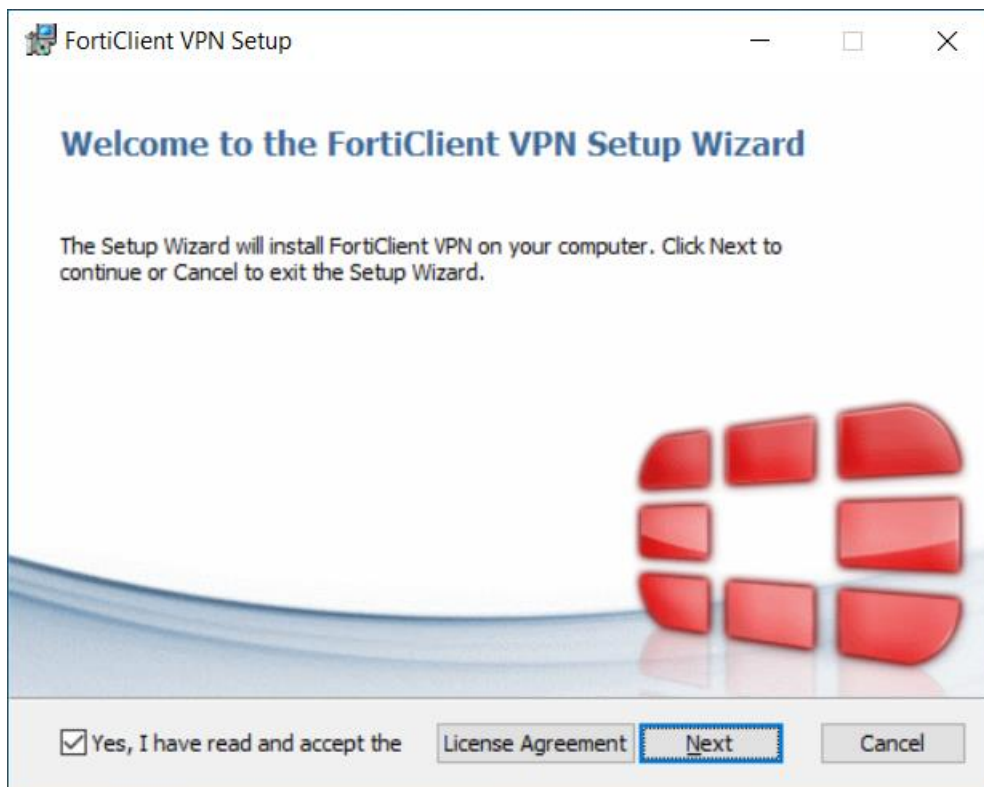 FortiClient VPN Setup
Welcome to the FortiClient VPN Setup Wizard
The Setup Wizard will install FortiClient VPN on your computer. Click Next to
continue or Cancel to exit the Setup Wizard.
Yes, I have read and accept the License Agreement Next Cancel